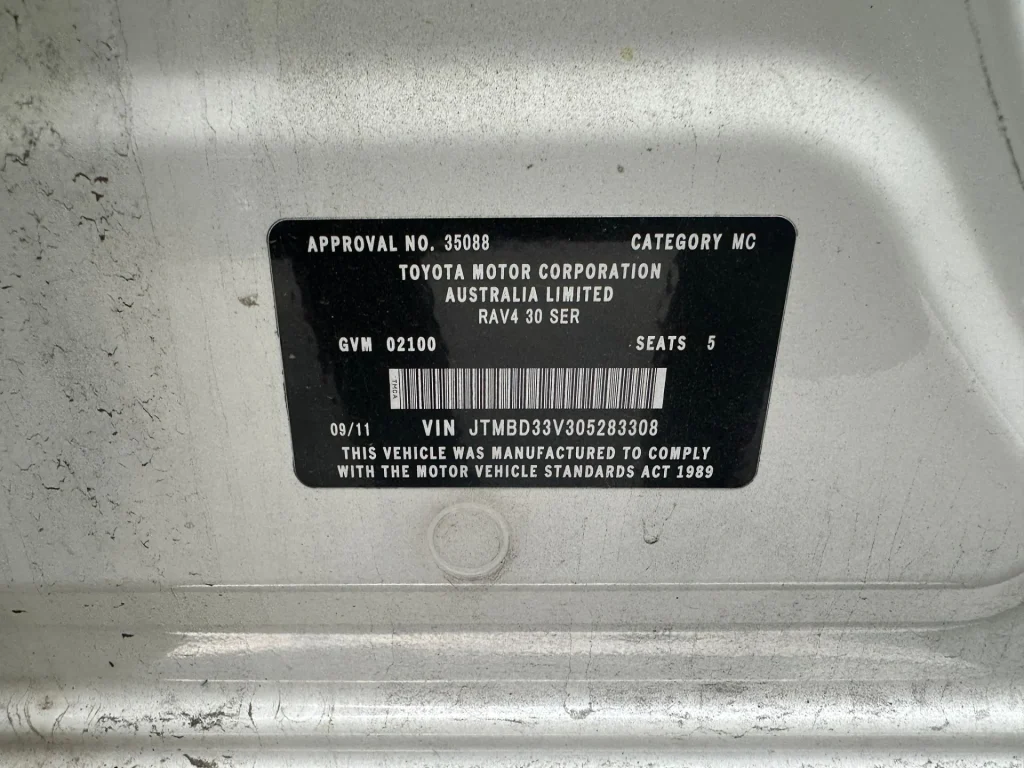 APPROVAL NO. 35088 CATEGORY MC
TOYOTA MOTOR CORPORATION
AUSTRALIA LIMITED
RAV4 30 SER
GVM 02100 SEATS 5
TMCA
09/11 VIN JTMBD33V305283308
THIS VEHICLE WAS MANUFACTURED TO COMPLY
WITH THE MOTOR VEHICLE STANDARDS ACT 1989